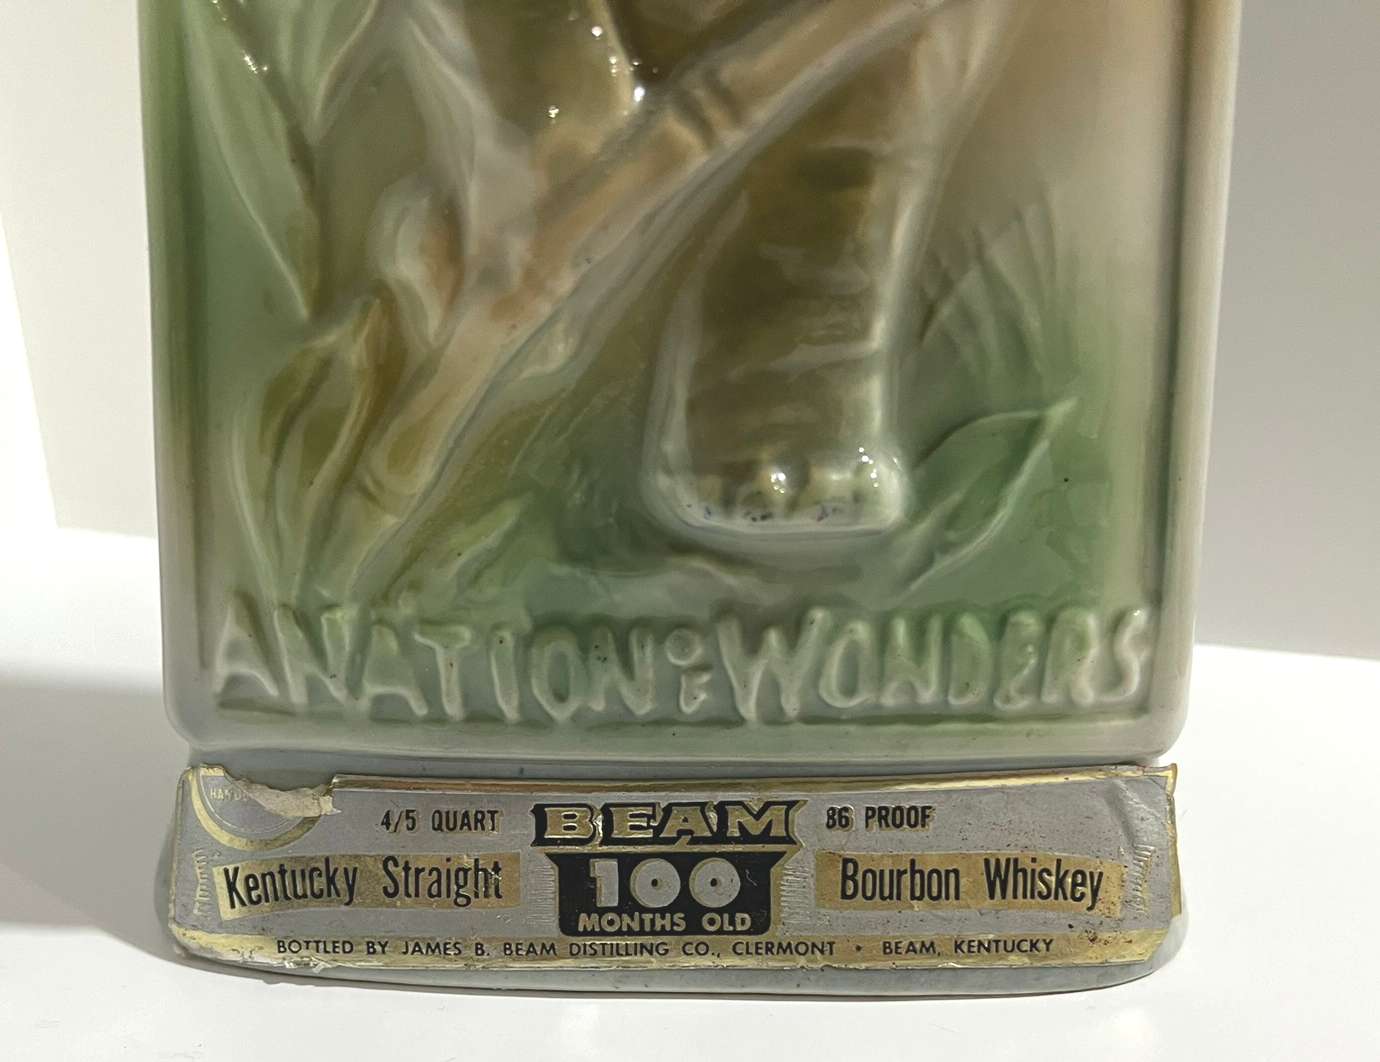 A NATION OF WONDERS
4/5 QUART BEAM 86 PROOF
Kentucky Straight 100 Bourbon Whiskey
MONTHS OLD
BOTTLED BY JAMES B. BEAM DISTILLING CO., CLERMONT • BEAM, KENTUCKY